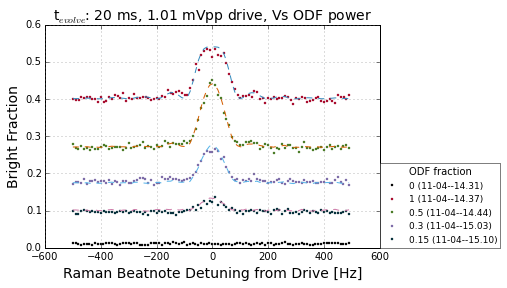 t_evolve: 20 ms, 1.01 mVpp drive, Vs ODF power
Bright Fraction
0.6
0.5
0.4
0.3
0.2
0.1
0.0
−600 −400 −200 0 200 400 600
Raman Beatnote Detuning from Drive [Hz]
ODF fraction
0 (11-04--14.31)
1 (11-04--14.37)
0.5 (11-04--14.44)
0.3 (11-04--15.03)
0.15 (11-04--15.10)